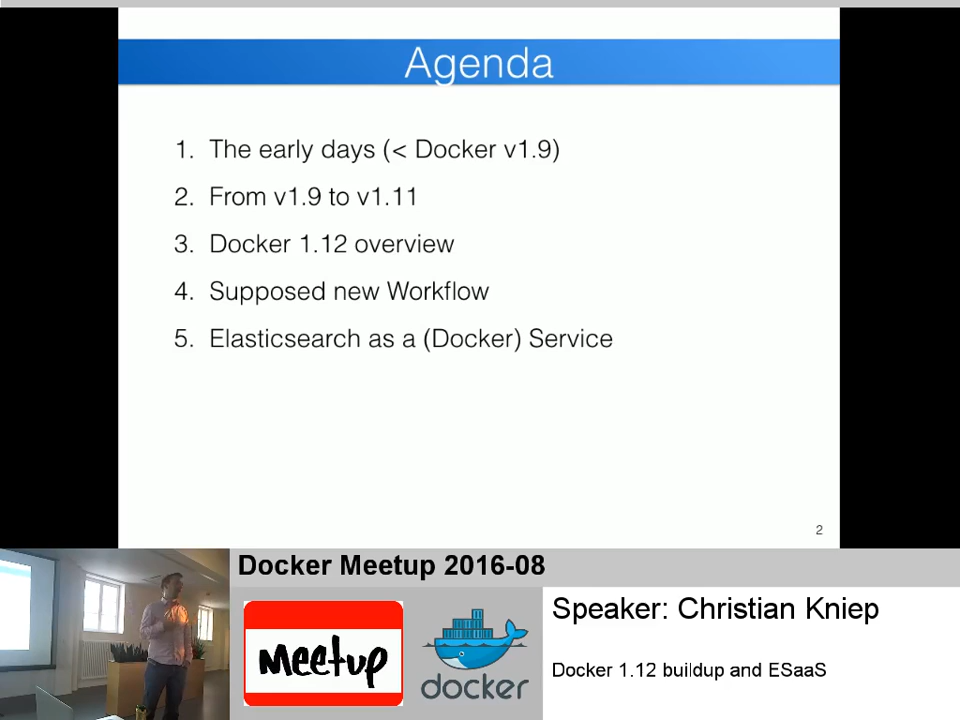 Agenda
1. The early days (< Docker v1.9)
2. From v1.9 to v1.11
3. Docker 1.12 overview
4. Supposed new Workflow
5. Elasticsearch as a (Docker) Service
2
Docker Meetup 2016-08
Meetup
docker
Speaker: Christian Kniep
Docker 1.12 buildup and ESaaS